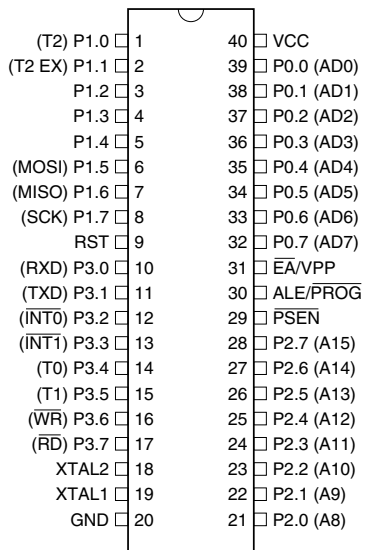 (T2) P1.0 1 40 VCC
(T2 EX) P1.1 2 39 P0.0 (AD0)
P1.2 3 38 P0.1 (AD1)
P1.3 4 37 P0.2 (AD2)
P1.4 5 36 P0.3 (AD3)
(MOSI) P1.5 6 35 P0.4 (AD4)
(MISO) P1.6 7 34 P0.5 (AD5)
(SCK) P1.7 8 33 P0.6 (AD6)
RST 9 32 P0.7 (AD7)
(RXD) P3.0 10 31 E̅A̅/VPP
(TXD) P3.1 11 30 ALE/P̅R̅O̅G̅
(I̅N̅T̅0̅) P3.2 12 29 P̅S̅E̅N̅
(I̅N̅T̅1̅) P3.3 13 28 P2.7 (A15)
(T0) P3.4 14 27 P2.6 (A14)
(T1) P3.5 15 26 P2.5 (A13)
(W̅R̅) P3.6 16 25 P2.4 (A12)
(R̅D̅) P3.7 17 24 P2.3 (A11)
XTAL2 18 23 P2.2 (A10)
XTAL1 19 22 P2.1 (A9)
GND 20 21 P2.0 (A8)